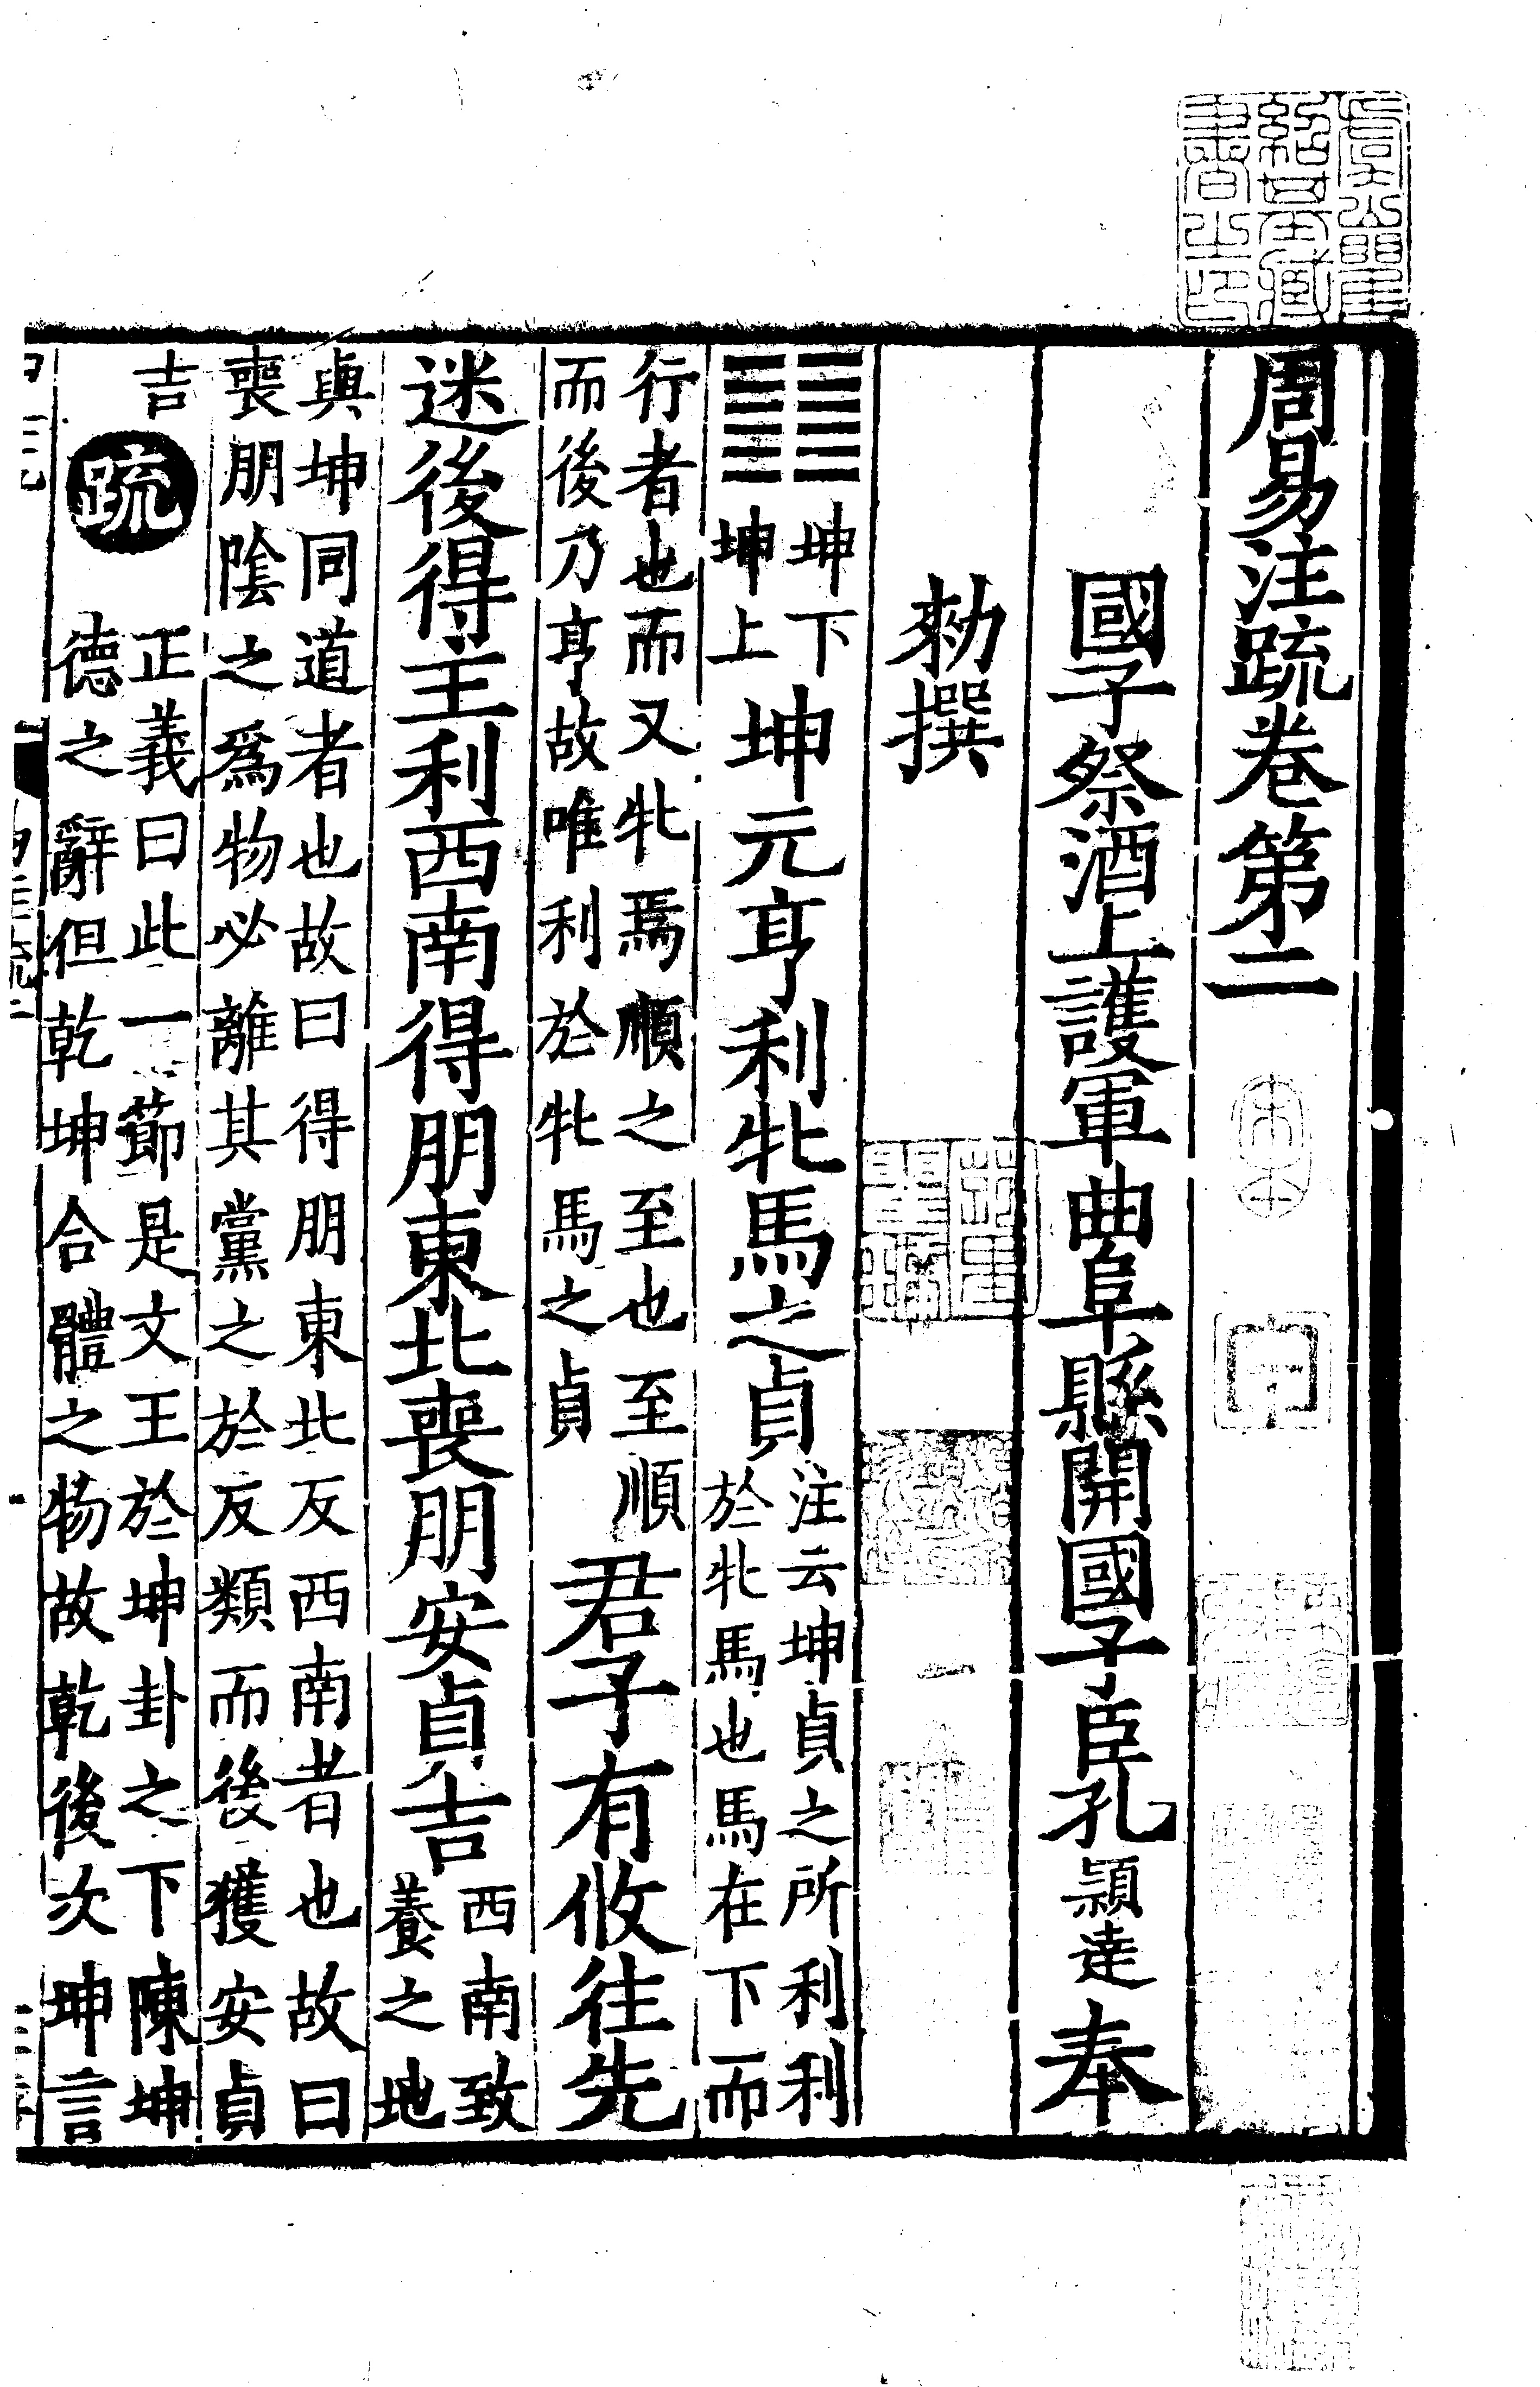 周易注䟽卷第二
國子祭酒上護軍曲阜縣開國子臣孔穎達奉
勑撰
䷁坤下坤上坤元亨利牝馬之貞注云坤貞之所利利
於牝馬也馬在下而
行者也而又牝焉順之至也至順
而後乃亨故唯利於牝馬之貞君子有攸往先
迷後得主利西南得朋東北喪朋安貞吉西南致
養之地
與坤同道者也故曰得朋東北反西南者也故曰
喪朋陰之爲物必離其黨之於反類而後獲安貞
吉疏正義曰此一節是文王於坤卦之下陳坤
德之辭但乾坤合體之物故乾後次坤言